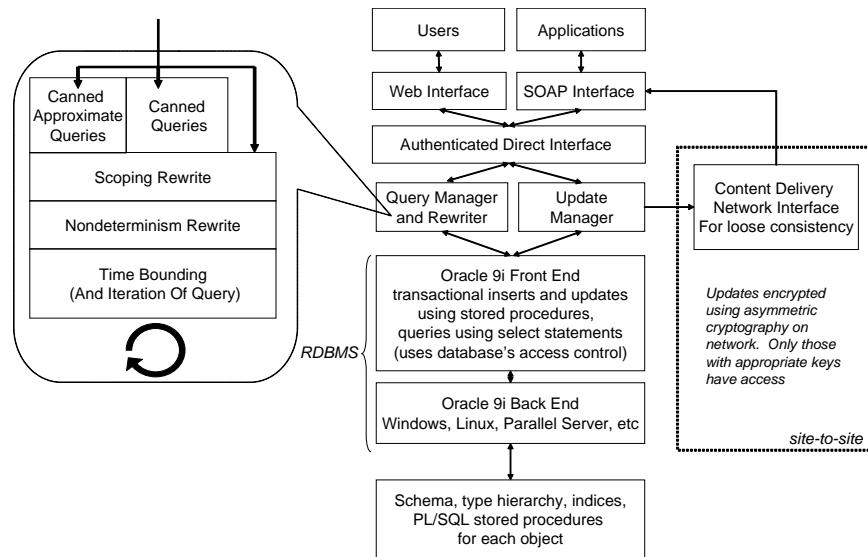 Users
Applications
Web Interface
SOAP Interface
Authenticated Direct Interface
Canned
Approximate
Queries
Canned
Queries
Scoping Rewrite
Nondeterminism Rewrite
Time Bounding
(And Iteration Of Query)
Query Manager
and Rewriter
Update
Manager
Content Delivery
Network Interface
For loose consistency
Updates encrypted
using asymmetric
cryptography on
network.  Only those
with appropriate keys
have access
site-to-site
RDBMS
Oracle 9i Front End
transactional inserts and updates
using stored procedures,
queries using select statements
(uses database's access control)
Oracle 9i Back End
Windows, Linux, Parallel Server, etc
Schema, type hierarchy, indices,
PL/SQL stored procedures
for each object